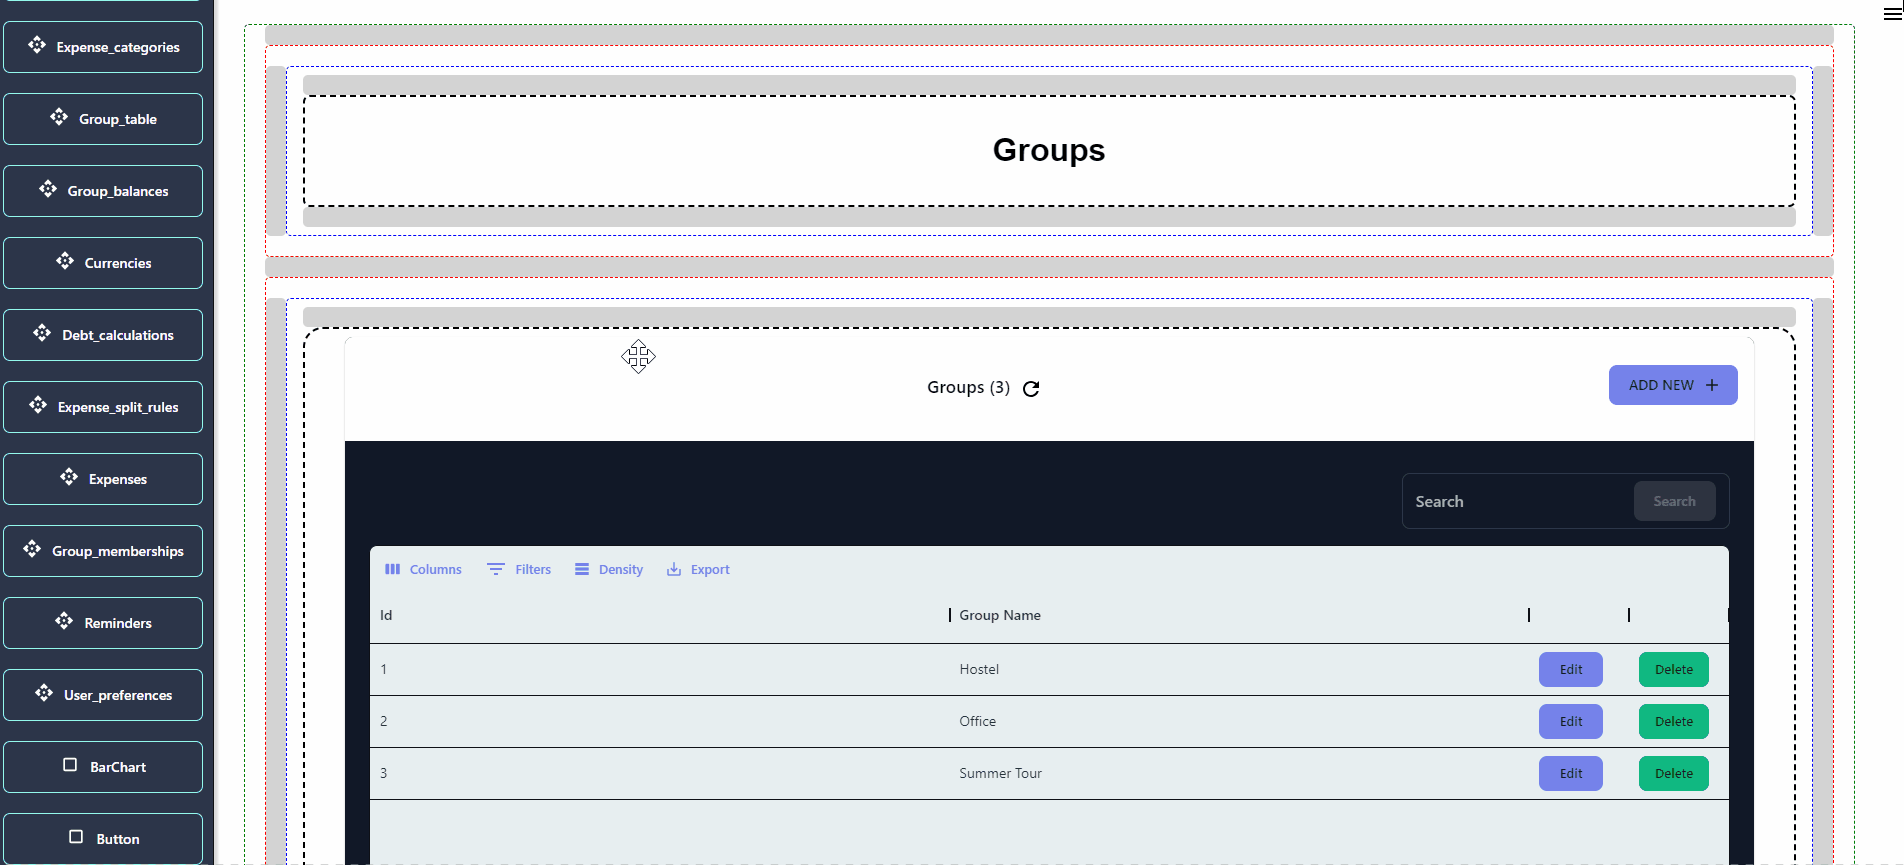 Expense_categories
Group_table
Group_balances
Currencies
Debt_calculations
Expense_split_rules
Expenses
Group_memberships
Reminders
User_preferences
BarChart
Button
Groups
Groups (3)
ADD NEW
Search Search
Columns Filters Density Export
Id Group Name
1 Hostel Edit Delete
2 Office Edit Delete
3 Summer Tour Edit Delete